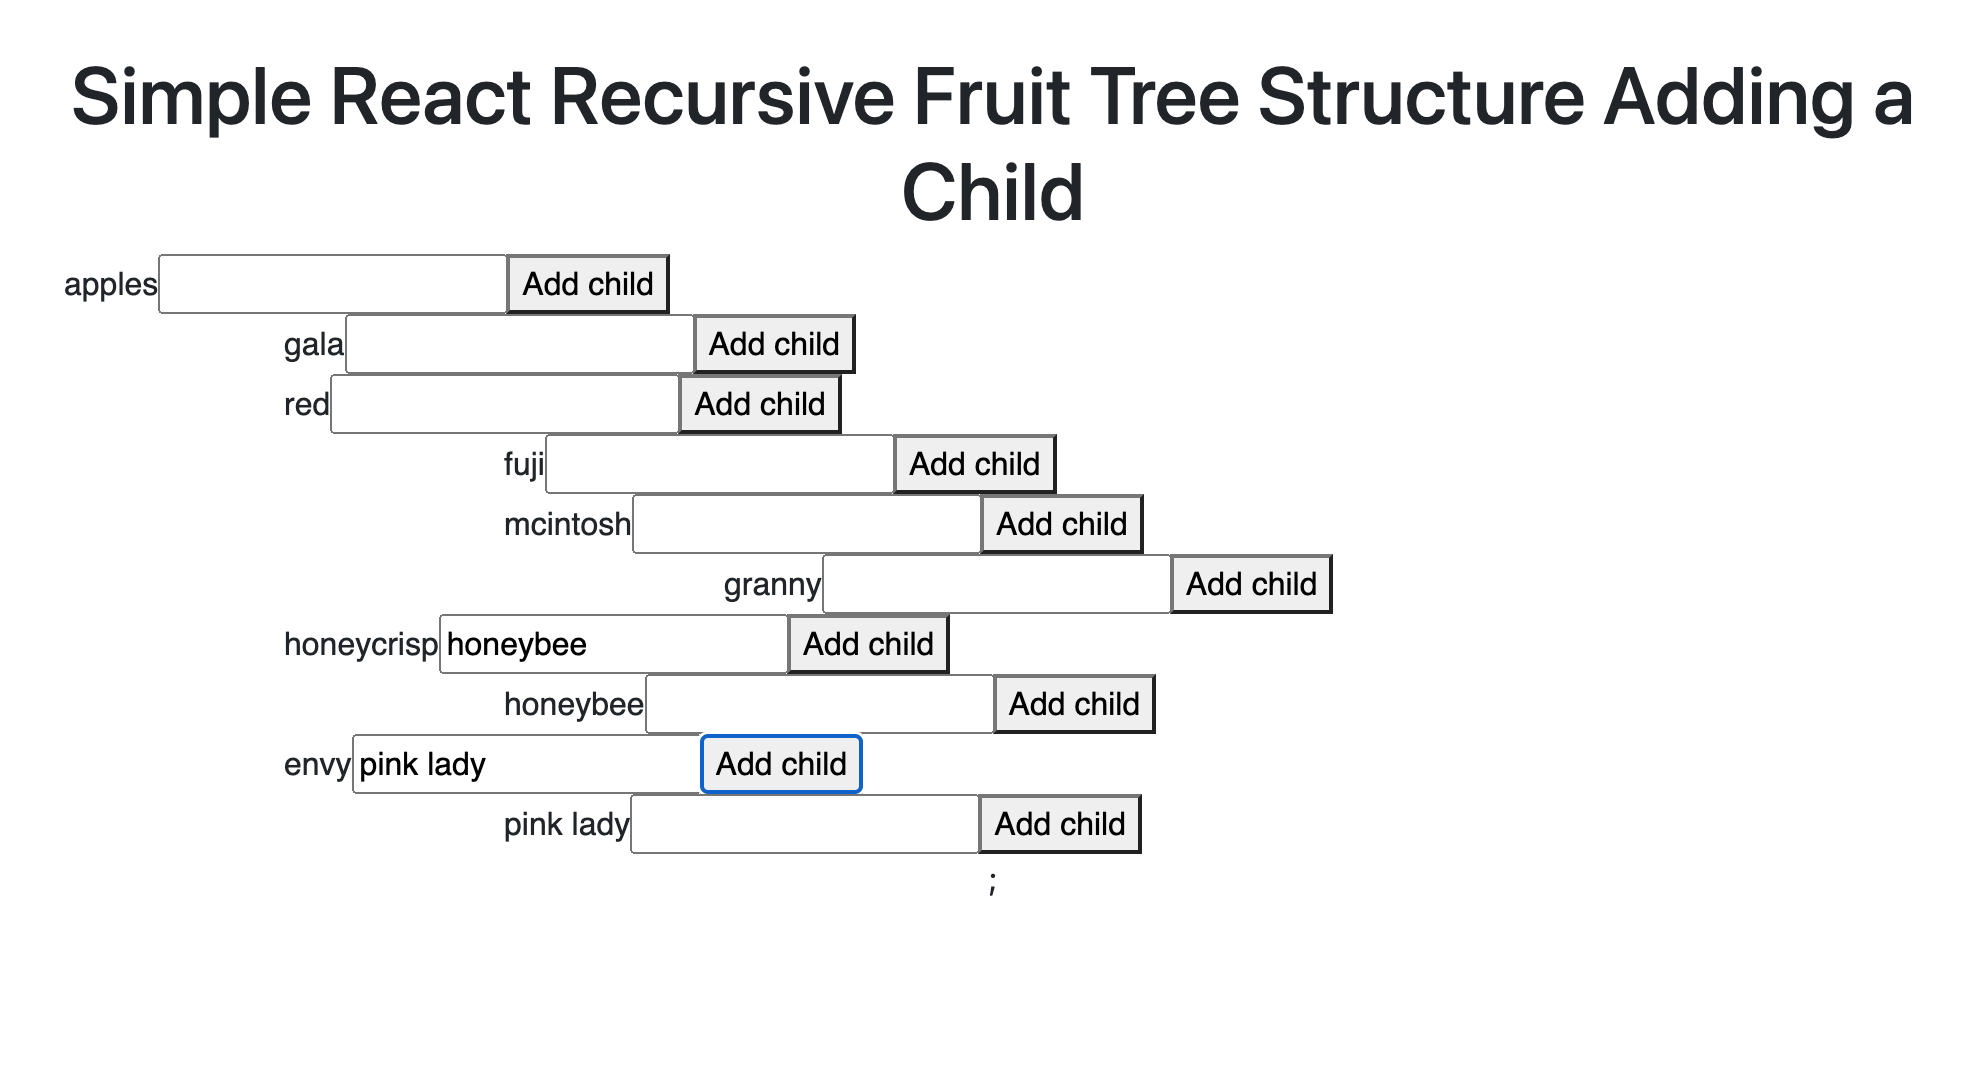 Simple React Recursive Fruit Tree Structure Adding a
Child
apples Add child
gala Add child
red Add child
fuji Add child
mcintosh Add child
granny Add child
honeycrisp honeybee Add child
honeybee Add child
envy pink lady Add child
pink lady Add child
;